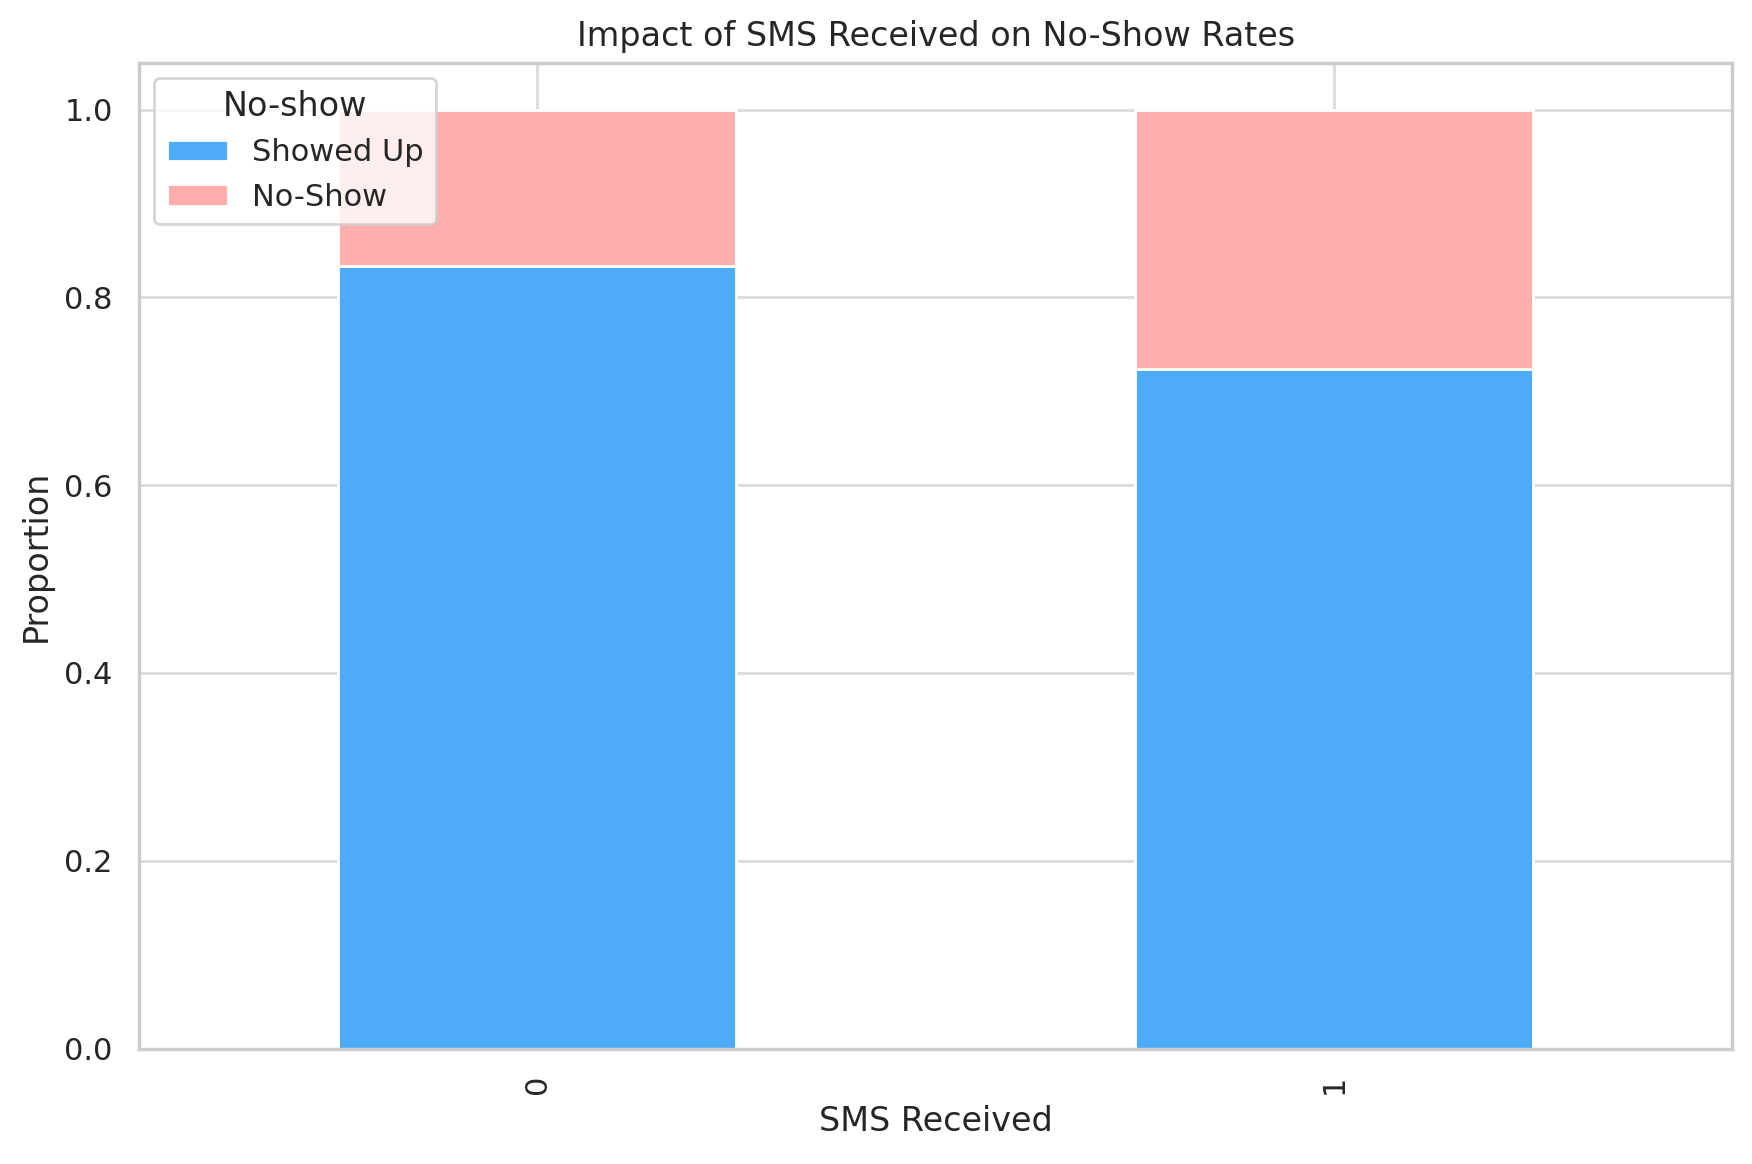 Impact of SMS Received on No-Show Rates
No-show
Showed Up
No-Show
1.0
0.8
0.6
0.4
0.2
0.0
Proportion
0
1
SMS Received